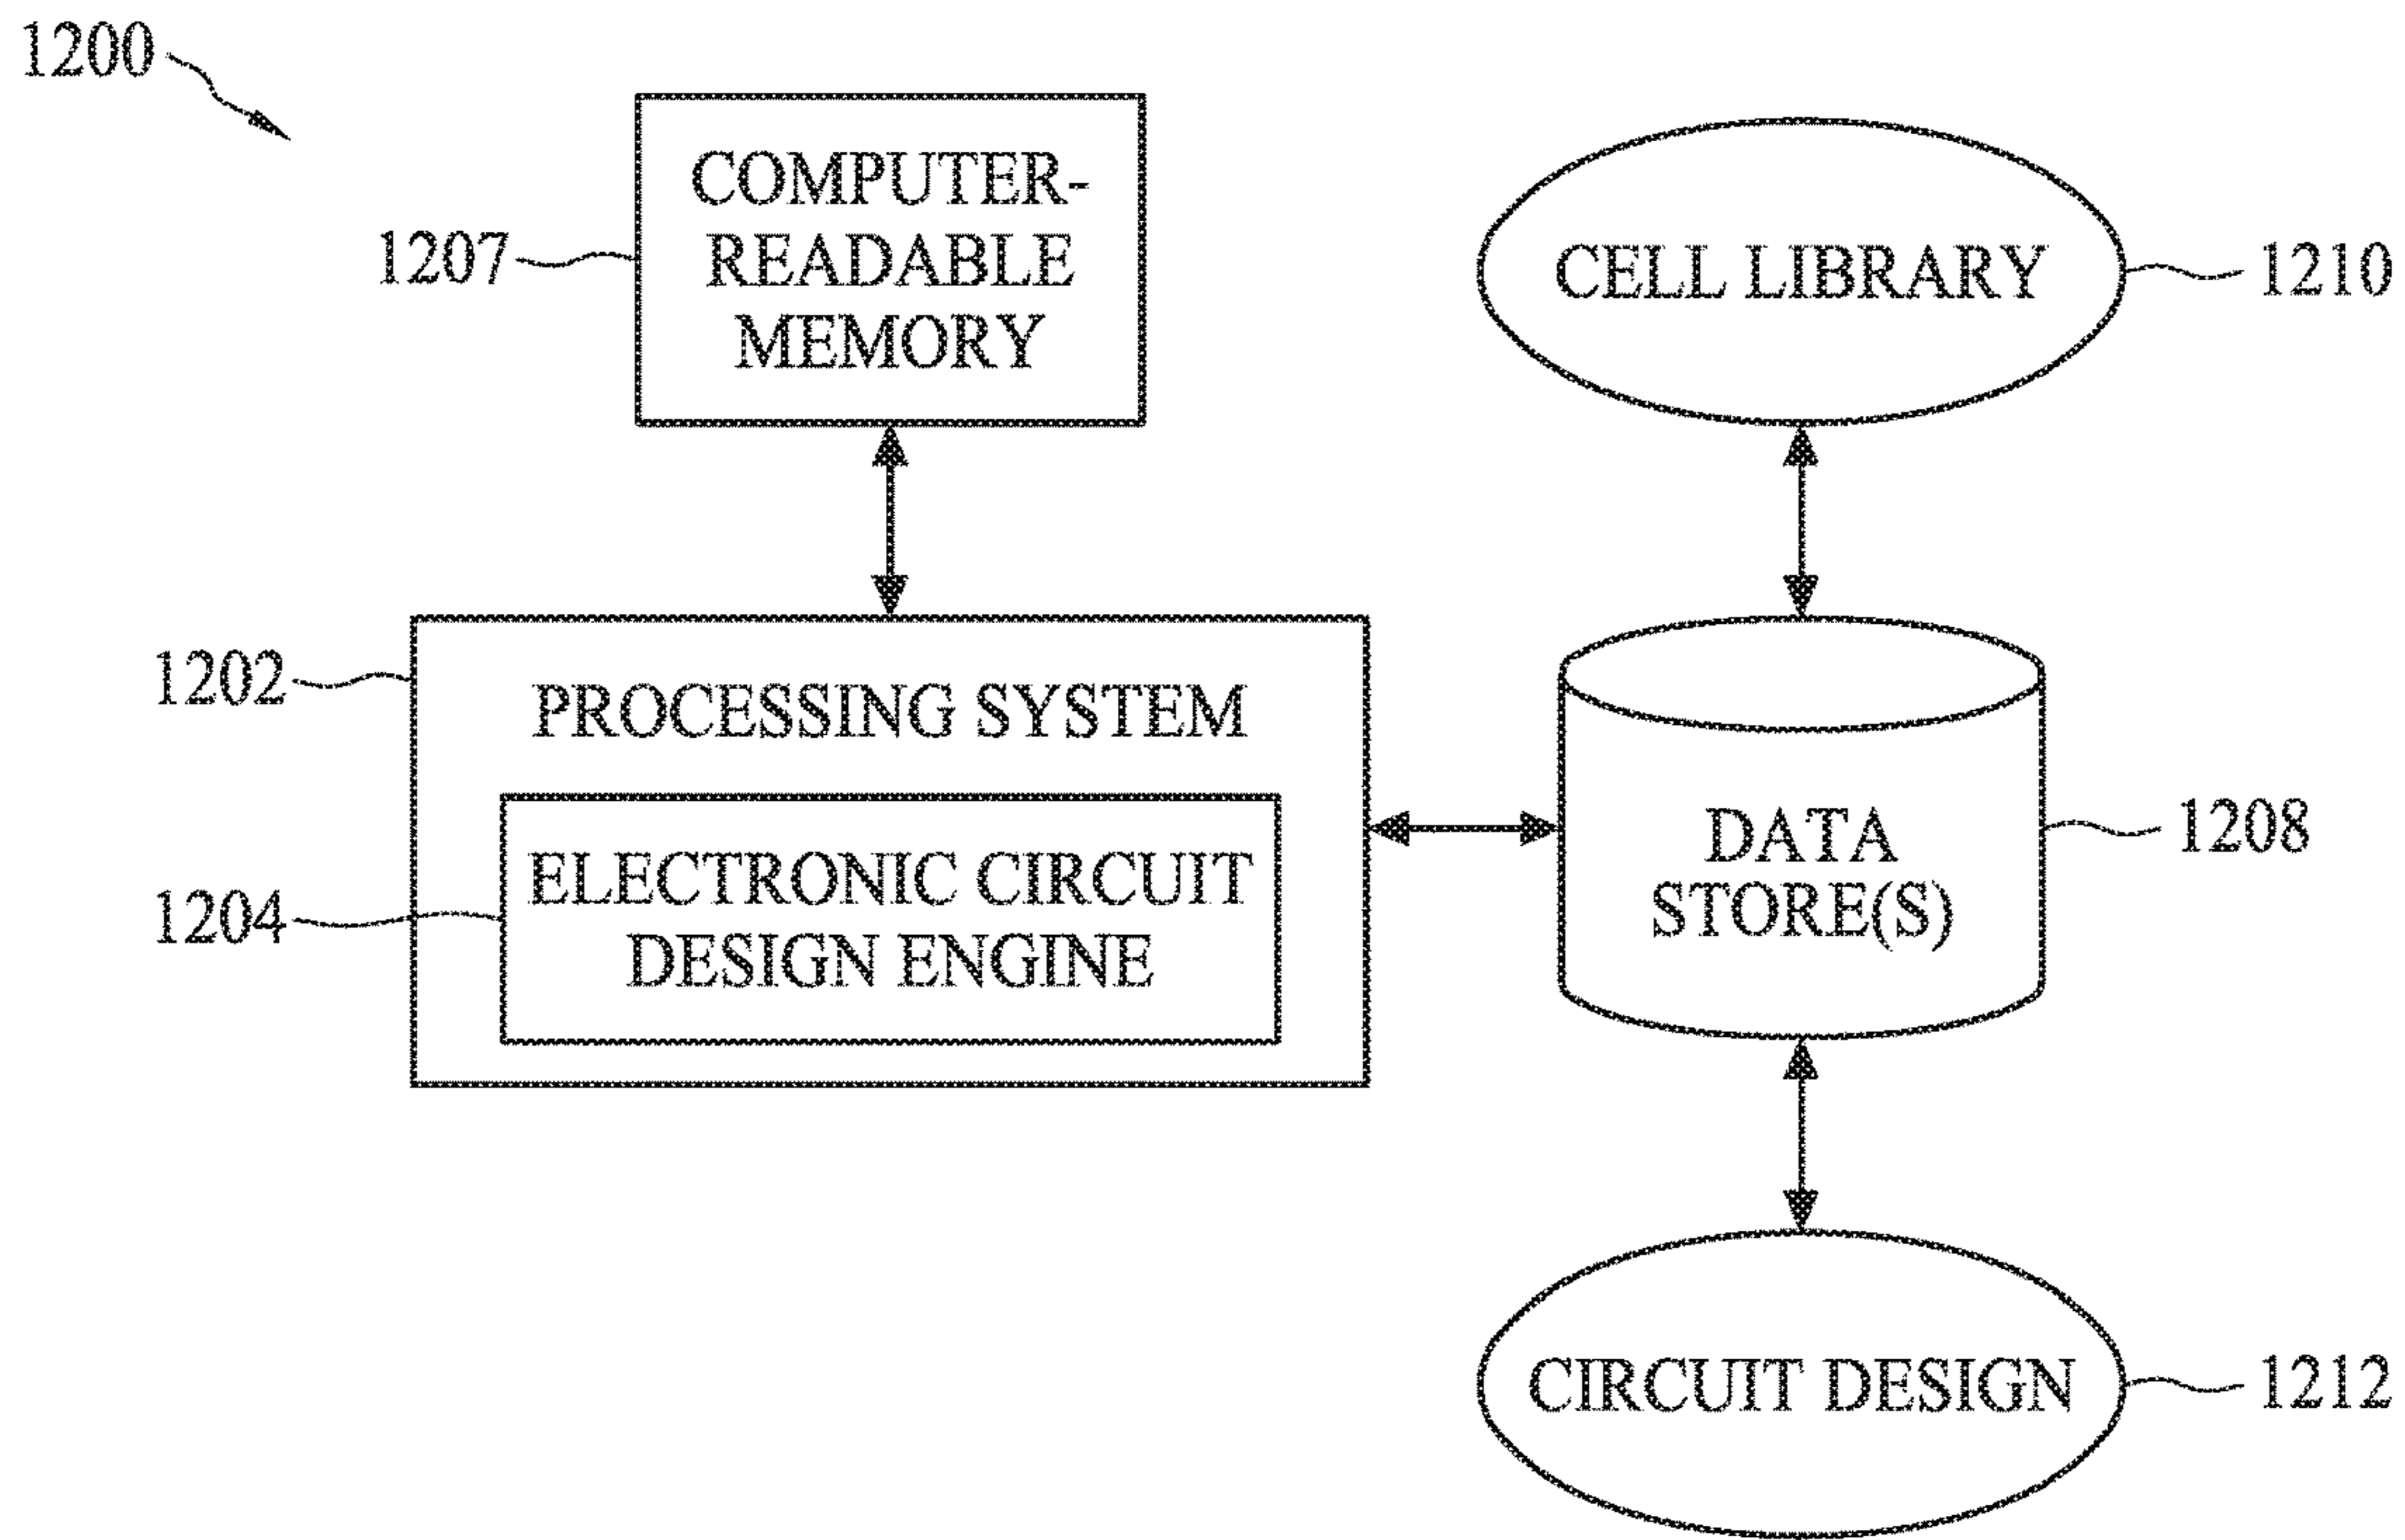 1200
COMPUTER-
READABLE
MEMORY
1207
CELL LIBRARY
1210
1202
PROCESSING SYSTEM
1204
ELECTRONIC CIRCUIT
DESIGN ENGINE
DATA
STORE(S)
1208
CIRCUIT DESIGN
1212